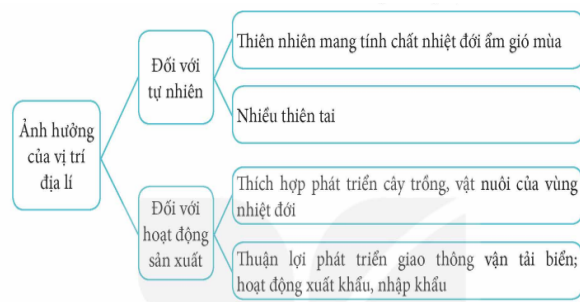 Ảnh hưởng
của vị trí
địa lí
Đối với
tự nhiên
Thiên nhiên mang tính chất nhiệt đới ẩm gió mùa
Nhiều thiên tai
Đối với
hoạt động
sản xuất
Thích hợp phát triển cây trồng, vật nuôi của vùng
nhiệt đới
Thuận lợi phát triển giao thông vận tải biển;
hoạt động xuất khẩu, nhập khẩu